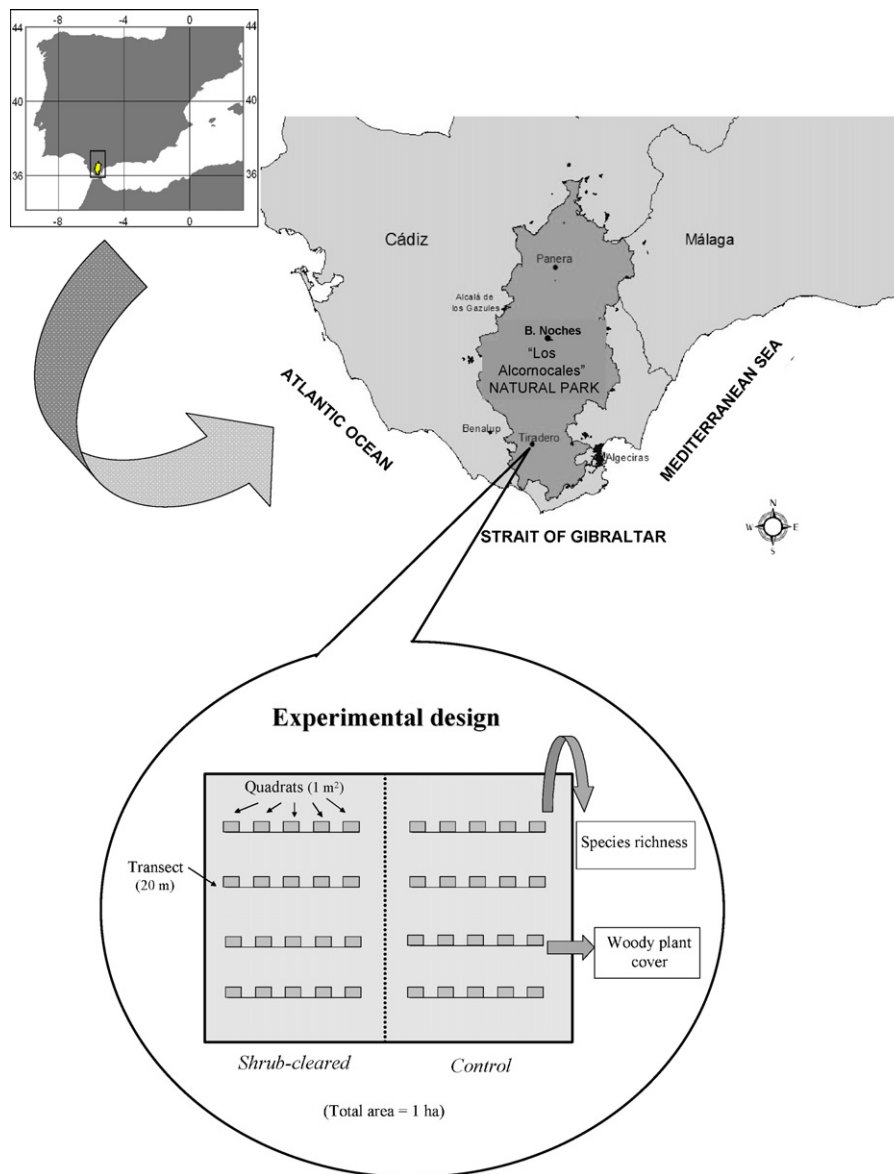 -8 -4 0
44 44
40 40
36 36
-8 -4 0
Cádiz
Málaga
Panera
Alcalá de
los Gazules
B. Noches
"Los
Alcornocales"
NATURAL PARK
ATLANTIC OCEAN
MEDITERRANEAN SEA
Benalup
Tiradero
Algeciras
STRAIT OF GIBRALTAR
N
W E
S
Experimental design
Quadrats (1 m²)
Transect
(20 m)
Species richness
Woody plant
cover
Shrub-cleared Control
(Total area = 1 ha)